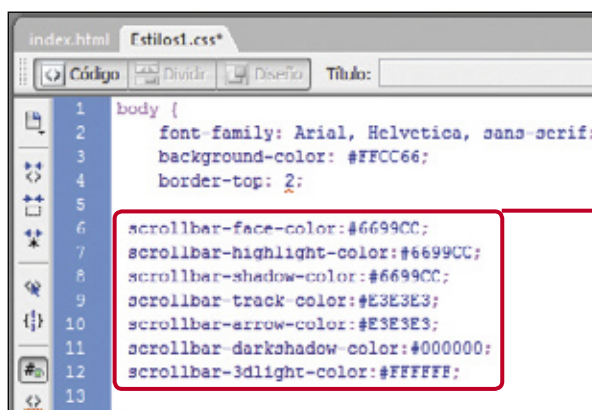 index.html Estilos1.css*
Código Dividir Diseño Título:
1 body {
2 font-family: Arial, Helvetica, sans-serif;
3 background-color: #FFCC66;
4 border-top: 2;
5
6 scrollbar-face-color:#6699CC;
7 scrollbar-highlight-color:#6699CC;
8 scrollbar-shadow-color:#6699CC;
9 scrollbar-track-color:#E3E3E3;
10 scrollbar-arrow-color:#E3E3E3;
11 scrollbar-darkshadow-color:#000000;
12 scrollbar-3dlight-color:#FFFFFF;
13